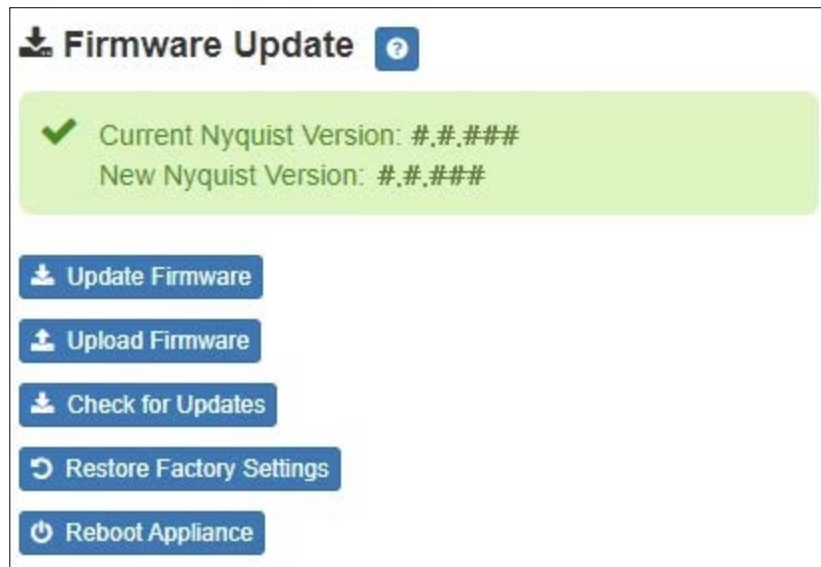 Firmware Update ?
Current Nyquist Version: #.#.###
New Nyquist Version: #.#.###
Update Firmware
Upload Firmware
Check for Updates
Restore Factory Settings
Reboot Appliance